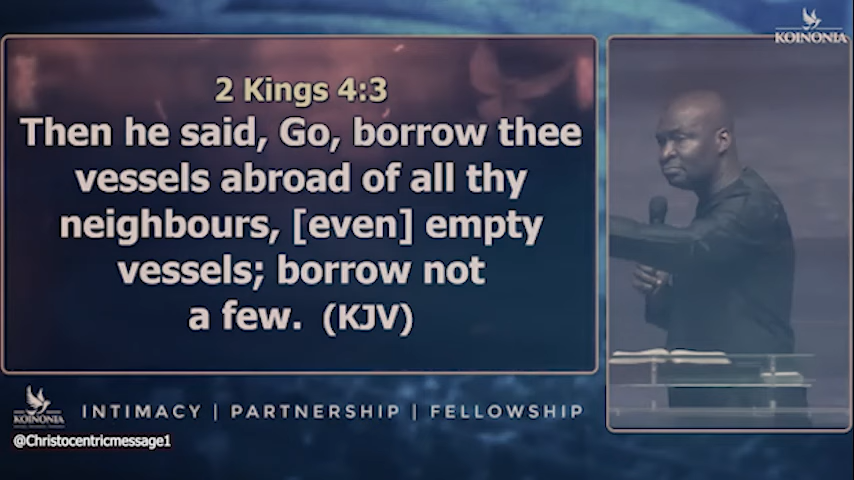 KOINONIA
2 Kings 4:3
Then he said, Go, borrow thee
vessels abroad of all thy
neighbours, [even] empty
vessels; borrow not
a few. (KJV)
KOINONIA
INTIMACY | PARTNERSHIP | FELLOWSHIP
@Christocentricmessage1